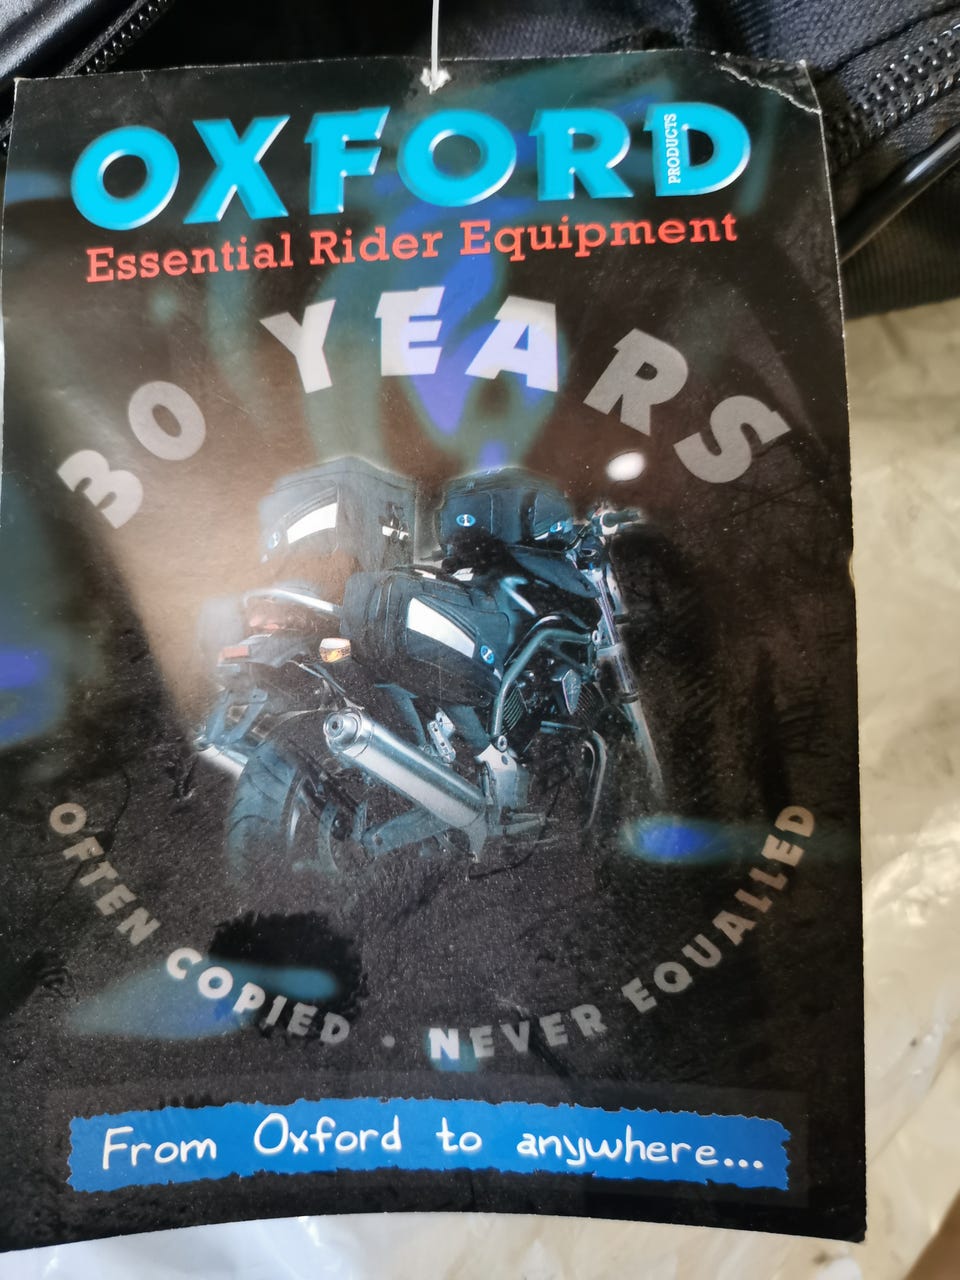 OXFORD PRODUCTS
Essential Rider Equipment
30 YEARS
OFTEN COPIED · NEVER EQUALLED
From Oxford to anywhere...